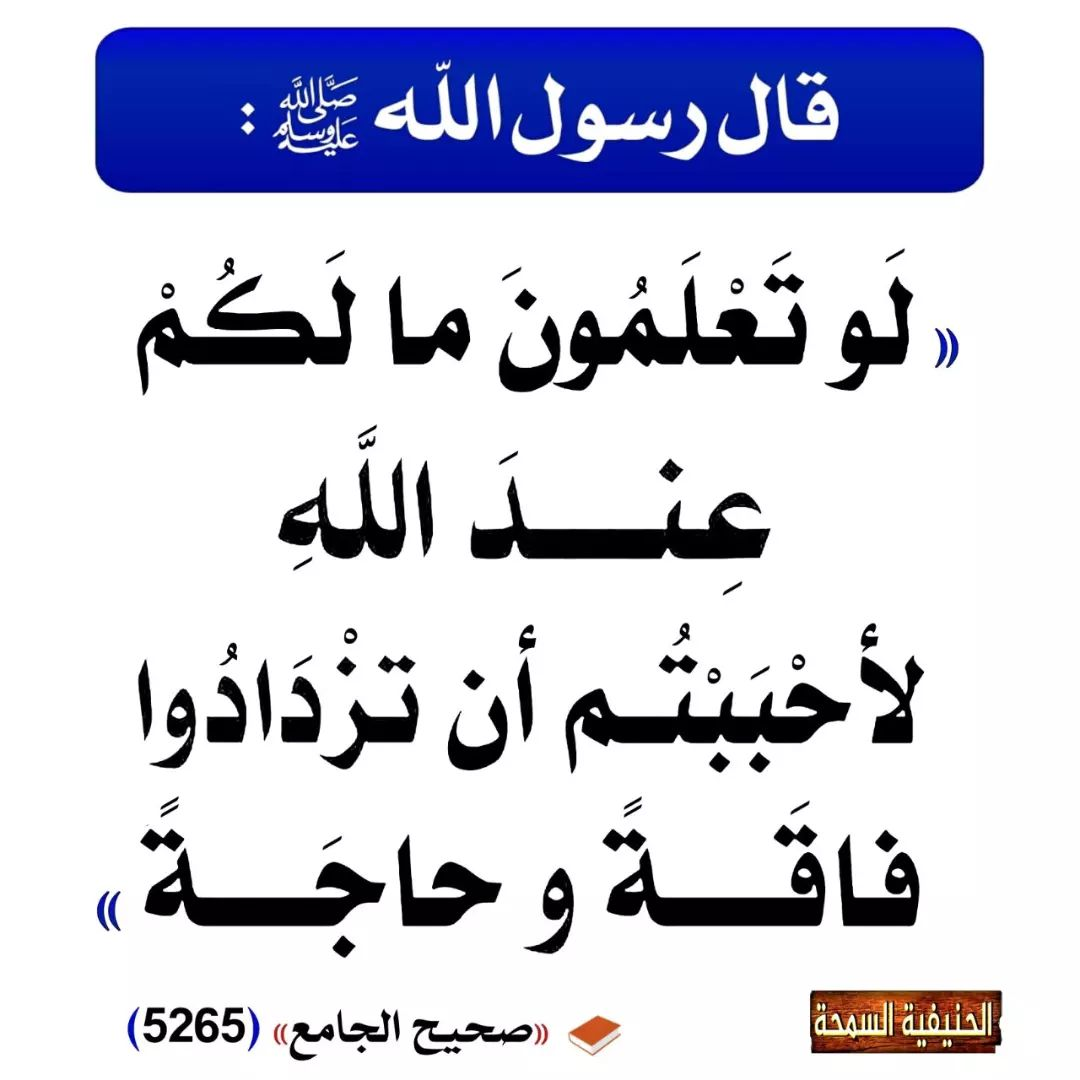 قال رسول الله ﷺ :
« لَو تَعْلَمُونَ ما لَكُمْ
عِنـــدَ اللَّهِ
لأحْبَبْتُـم أن تزْدَادُوا
فاقَـــةً و حاجَـــةً »
«صحيح الجامع» (5265)
الحنيفية السمحة